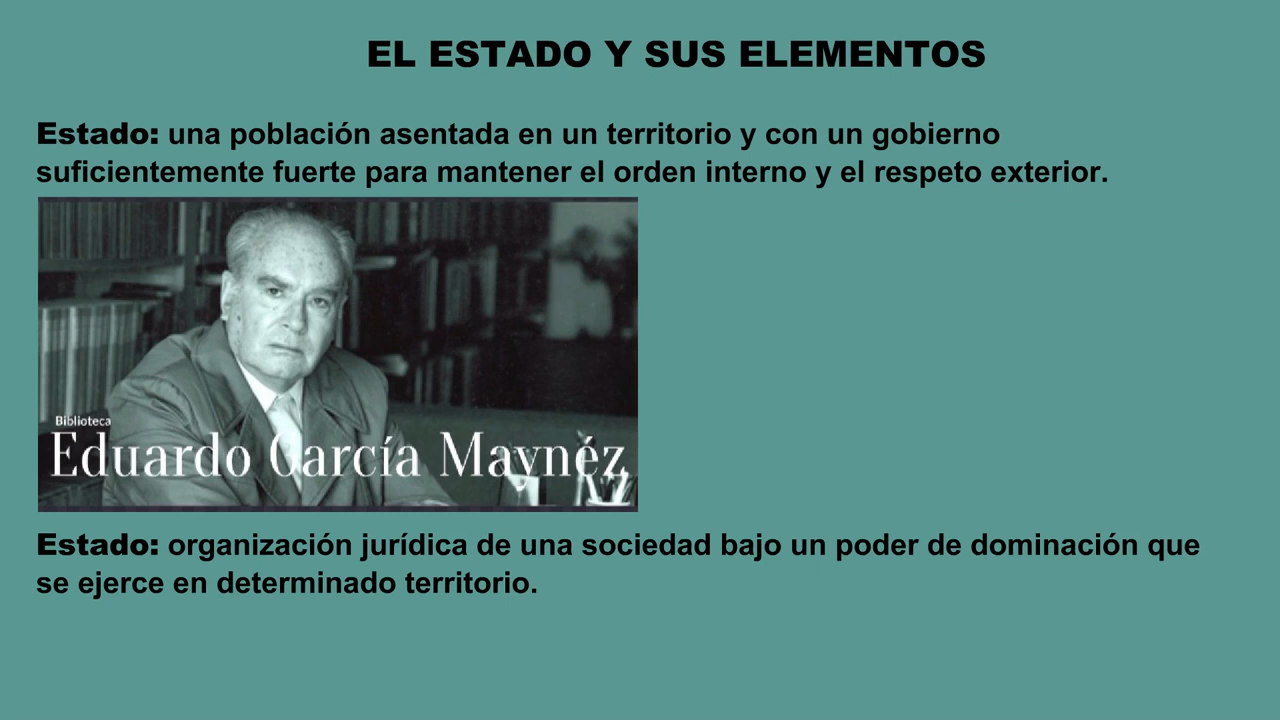 EL ESTADO Y SUS ELEMENTOS
Estado: una población asentada en un territorio y con un gobierno
suficientemente fuerte para mantener el orden interno y el respeto exterior.
Biblioteca
Eduardo García Maynéz
Estado: organización jurídica de una sociedad bajo un poder de dominación que
se ejerce en determinado territorio.